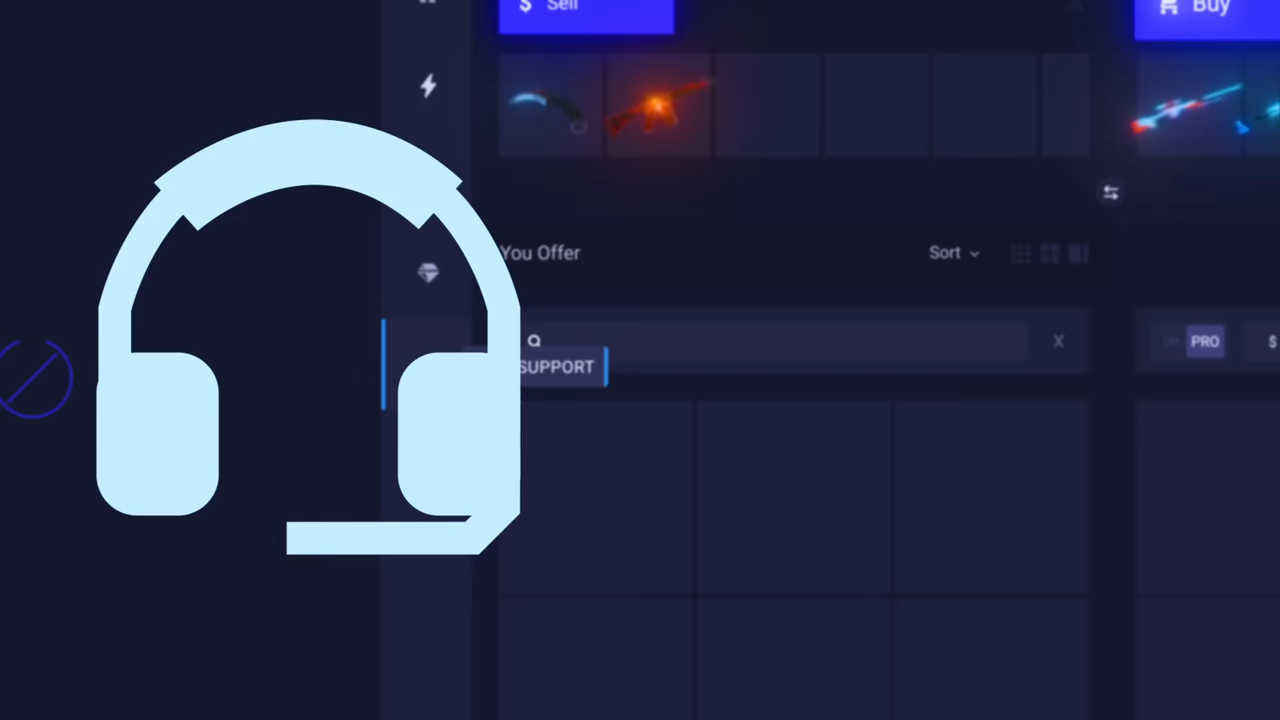 $ Sell
Buy
You Offer
Sort
X
PRO
$
SUPPORT